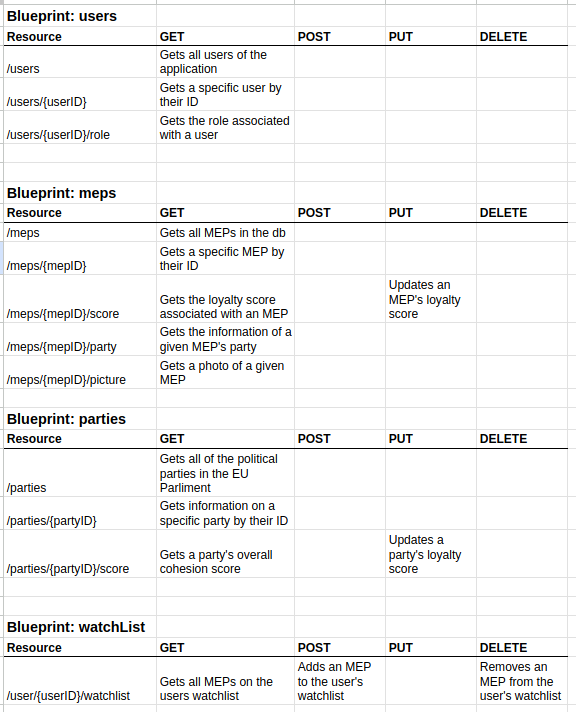 Blueprint: users
Resource GET POST PUT DELETE
Gets all users of the
/users application
Gets a specific user by
/users/{userID} their ID
Gets the role associated
/users/{userID}/role with a user
Blueprint: meps
Resource GET POST PUT DELETE
/meps Gets all MEPs in the db
Gets a specific MEP by
/meps/{mepID} their ID
Updates an
Gets the loyalty score MEP's loyalty
/meps/{mepID}/score associated with an MEP score
Gets the information of a
/meps/{mepID}/party given MEP's party
Gets a photo of a given
/meps/{mepID}/picture MEP
Blueprint: parties
Resource GET POST PUT DELETE
Gets all of the political
parties in the EU
/parties Parliment
Gets information on a
/parties/{partyID} specific party by their ID
Updates a
Gets a party's overall party's loyalty
/parties/{partyID}/score cohesion score score
Blueprint: watchList
Resource GET POST PUT DELETE
Adds an MEP Removes an
Gets all MEPs on the to the user's MEP from the
/user/{userID}/watchlist users watchlist watchlist user's watchlist